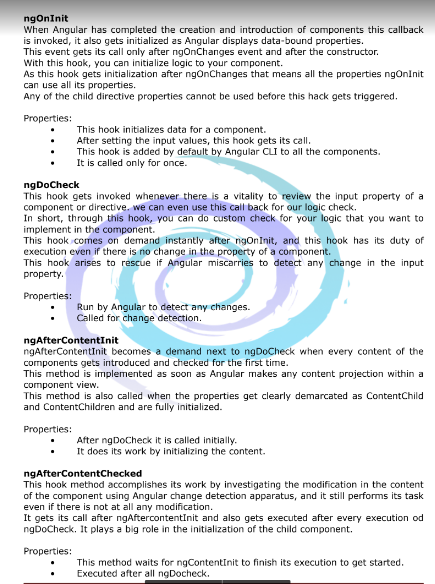 ngOnInit
When Angular has completed the creation and introduction of components this callback
is invoked, it also gets initialized as Angular displays data-bound properties.
This event gets its call only after ngOnChanges event and after the constructor.
With this hook, you can initialize logic to your component.
As this hook gets initialization after ngOnChanges that means all the properties ngOnInit
can use all its properties.
Any of the child directive properties cannot be used before this hack gets triggered.
Properties:
• This hook initializes data for a component.
• After setting the input values, this hook gets its call.
• This hook is added by default by Angular CLI to all the components.
• It is called only for once.
ngDoCheck
This hook gets invoked whenever there is a vitality to review the input property of a
component or directive. we can even use this call back for our logic check.
In short, through this hook, you can do custom check for your logic that you want to
implement in the component.
This hook comes on demand instantly after ngOnInit, and this hook has its duty of
execution even if there is no change in the property of a component.
This hook arises to rescue if Angular miscarries to detect any change in the input
property.
Properties:
• Run by Angular to detect any changes.
• Called for change detection.
ngAfterContentInit
ngAfterContentInit becomes a demand next to ngDoCheck when every content of the
components gets introduced and checked for the first time.
This method is implemented as soon as Angular makes any content projection within a
component view.
This method is also called when the properties get clearly demarcated as ContentChild
and ContentChildren and are fully initialized.
Properties:
• After ngDoCheck it is called initially.
• It does its work by initializing the content.
ngAfterContentChecked
This hook method accomplishes its work by investigating the modification in the content
of the component using Angular change detection apparatus, and it still performs its task
even if there is not at all any modification.
It gets its call after ngAftercontentInit and also gets executed after every execution od
ngDoCheck. It plays a big role in the initialization of the child component.
Properties:
• This method waits for ngContentInit to finish its execution to get started.
• Executed after all ngDocheck.